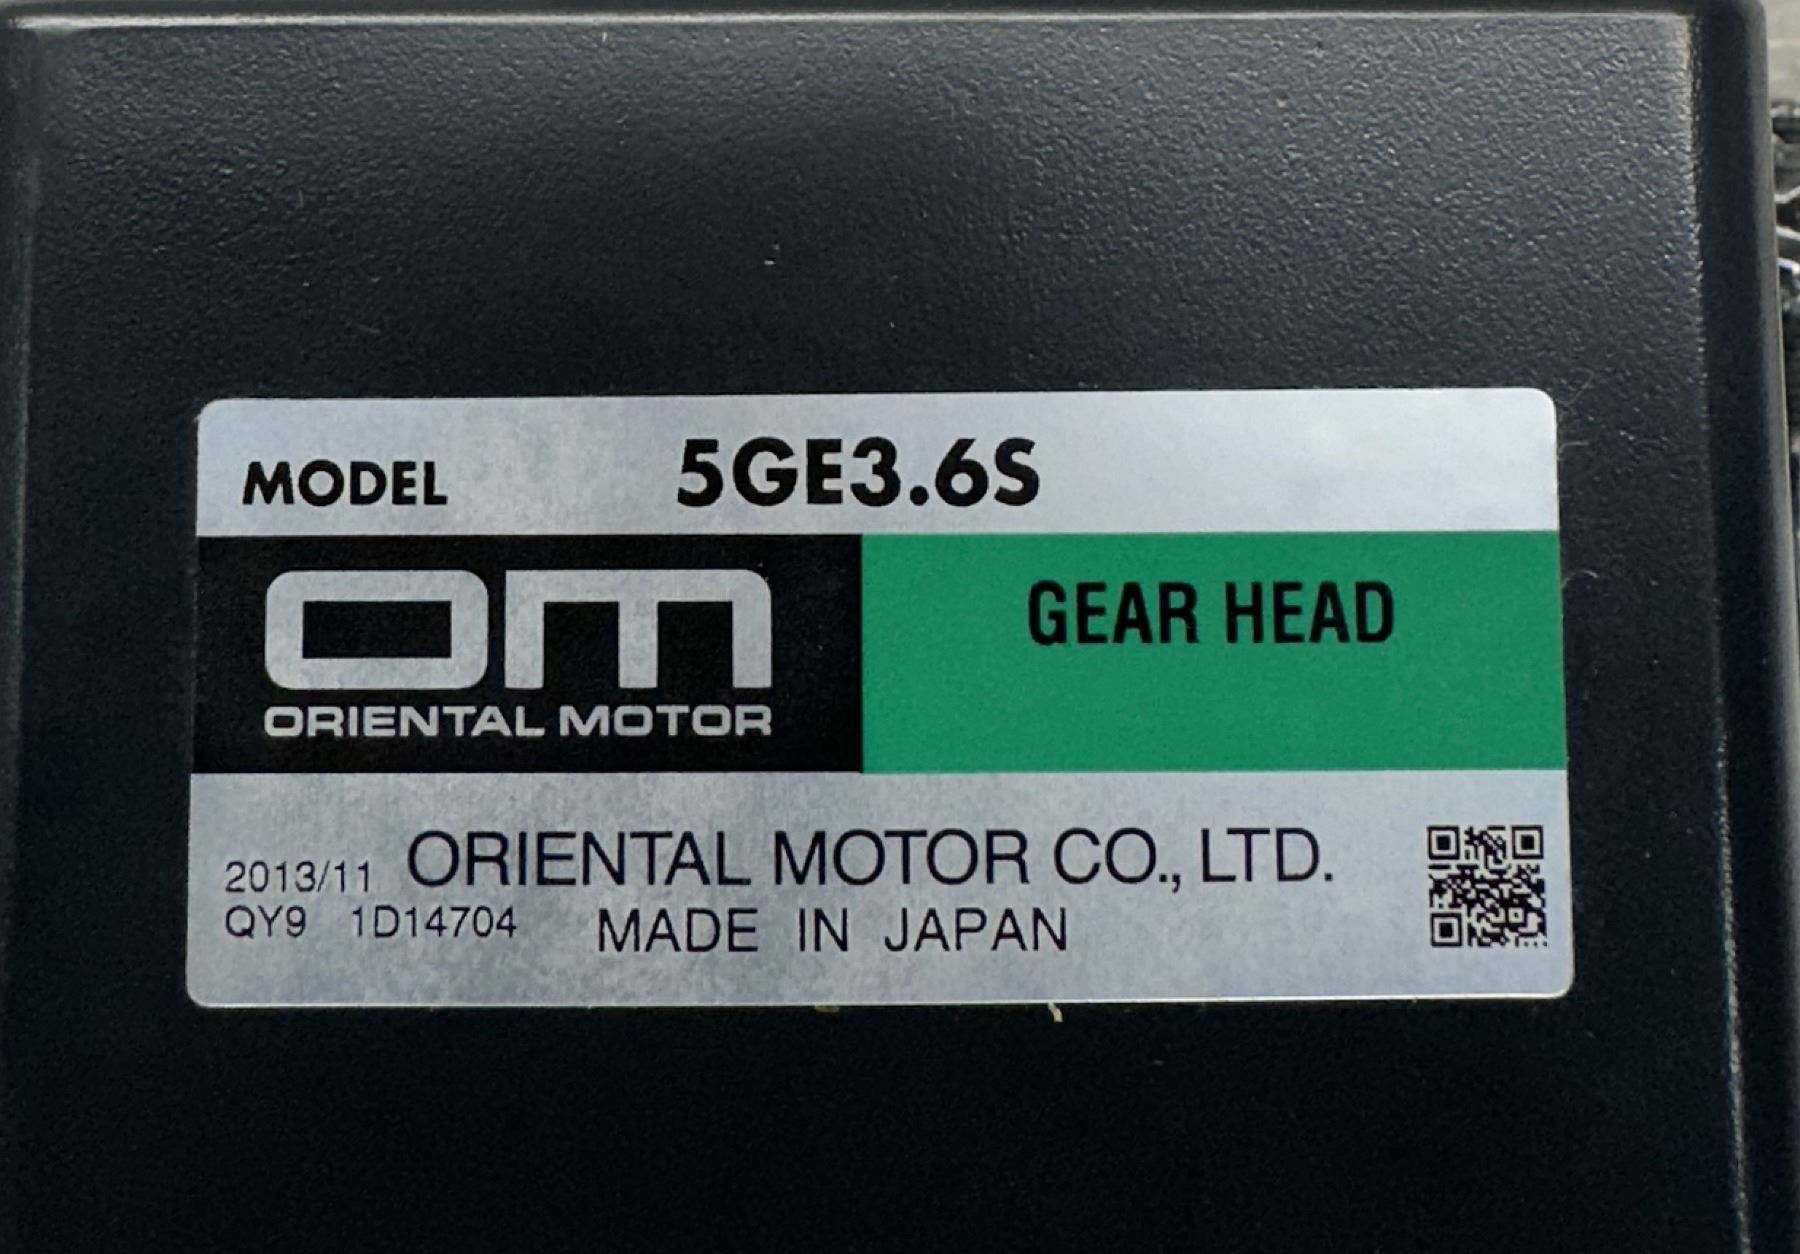 MODEL 5GE3.6S
om
ORIENTAL MOTOR
GEAR HEAD
2013/11 ORIENTAL MOTOR CO., LTD.
QY9 1D14704 MADE IN JAPAN